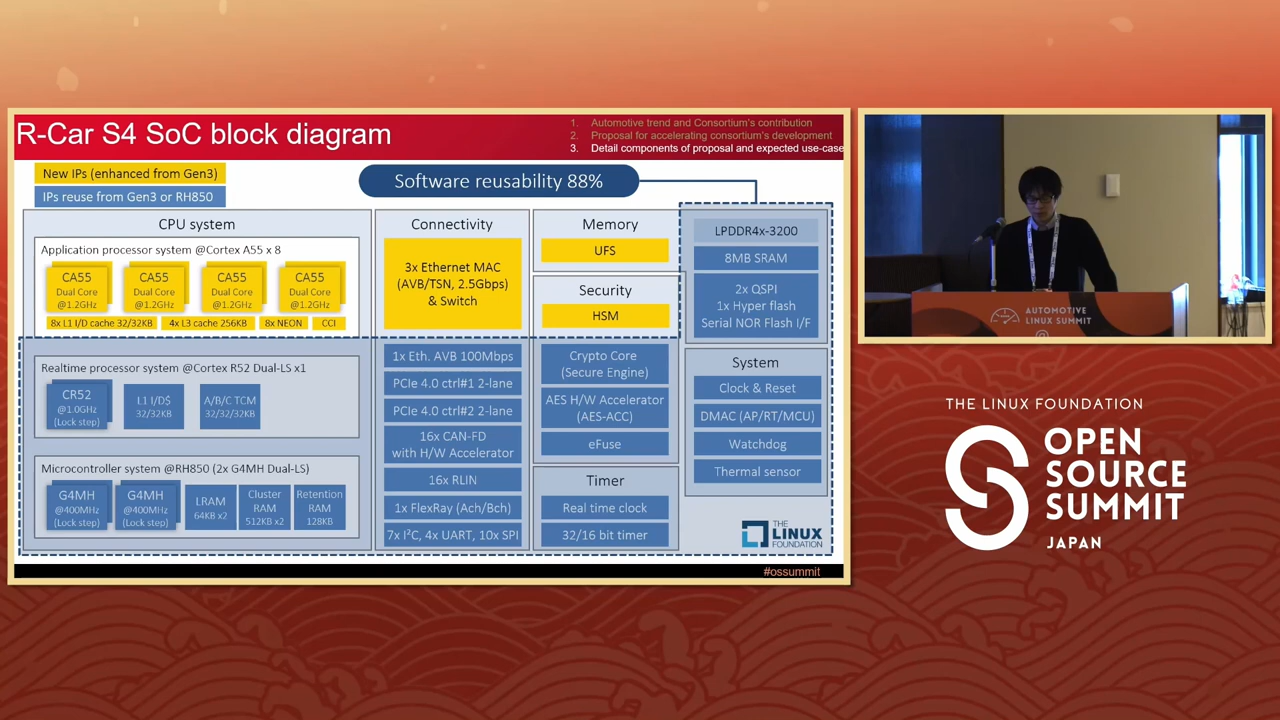 R-Car S4 SoC block diagram
1. Automotive trend and Consortium's contribution
2. Proposal for accelerating consortium's development
3. Detail components of proposal and expected use-case
New IPs (enhanced from Gen3)
IPs reuse from Gen3 or RH850
Software reusability 88%
CPU system
Application processor system @Cortex A55 x 8
CA55
Dual Core
@1.2GHz
CA55
Dual Core
@1.2GHz
CA55
Dual Core
@1.2GHz
CA55
Dual Core
@1.2GHz
8x L1 I/D cache 32/32KB
4x L3 cache 256KB
8x NEON
CCI
Realtime processor system @Cortex R52 Dual-LS x1
CR52
@1.0GHz
(Lock step)
L1 I/D$
32/32KB
A/B/C TCM
32/32/32KB
Microcontroller system @RH850 (2x G4MH Dual-LS)
G4MH
@400MHz
(Lock step)
G4MH
@400MHz
(Lock step)
LRAM
64KB x2
Cluster
RAM
512KB x2
Retention
RAM
128KB
Connectivity
3x Ethernet MAC
(AVB/TSN, 2.5Gbps)
& Switch
1x Eth. AVB 100Mbps
PCIe 4.0 ctrl#1 2-lane
PCIe 4.0 ctrl#2 2-lane
16x CAN-FD
with H/W Accelerator
16x RLIN
1x FlexRay (Ach/Bch)
7x I²C, 4x UART, 10x SPI
Memory
UFS
Security
HSM
Crypto Core
(Secure Engine)
AES H/W Accelerator
(AES-ACC)
eFuse
Timer
Real time clock
32/16 bit timer
LPDDR4x-3200
8MB SRAM
2x QSPI
1x Hyper flash
Serial NOR Flash I/F
System
Clock & Reset
DMAC (AP/RT/MCU)
Watchdog
Thermal sensor
THE
LINUX
FOUNDATION
#ossummit
AUTOMOTIVE
LINUX SUMMIT
THE LINUX FOUNDATION
OPEN
SOURCE
SUMMIT
JAPAN